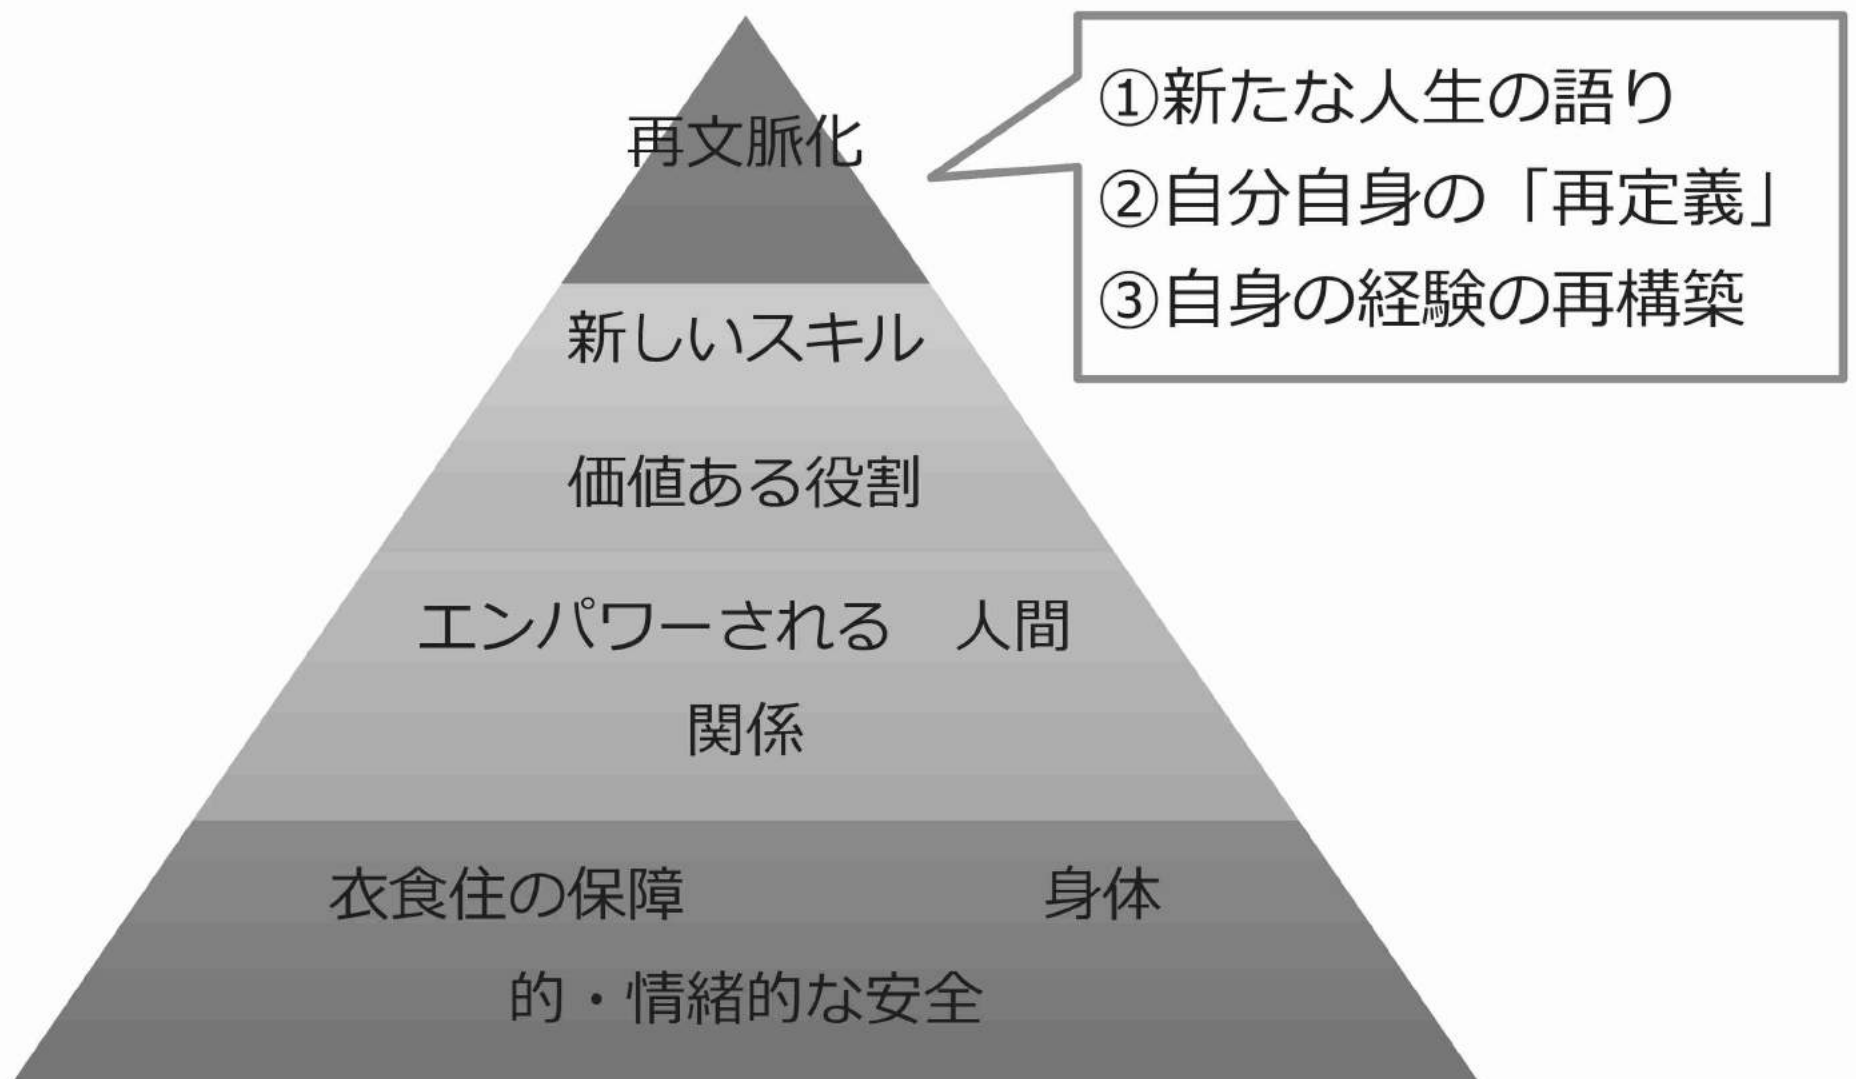 再文脈化
新しいスキル
価値ある役割
エンパワーされる　人間
関係
衣食住の保障　　　　　　身体
的・情緒的な安全
①新たな人生の語り
②自分自身の「再定義」
③自身の経験の再構築